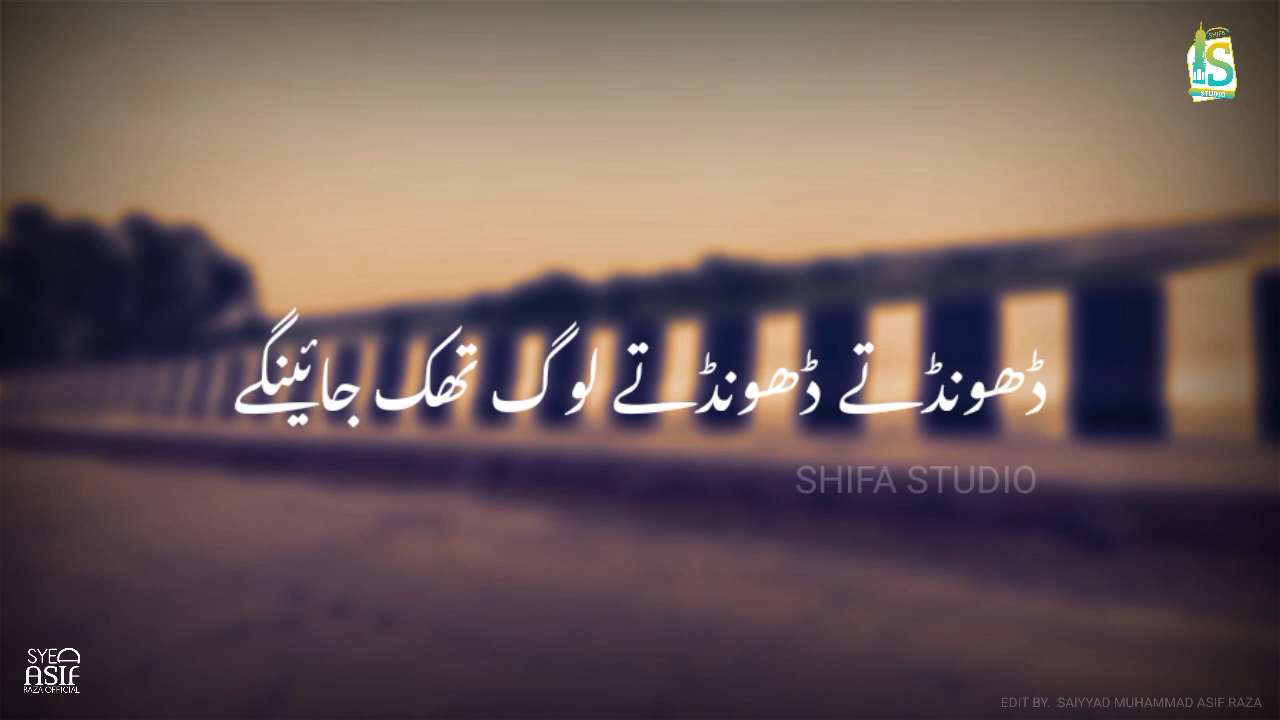 SHIFA
S
STUDIO
ڈھونڈتے ڈھونڈتے لوگ تھک جائینگے
SHIFA STUDIO
SYED
ASIF
RAZA OFFICIAL
EDIT BY. SAIYYAD MUHAMMAD ASIF RAZA